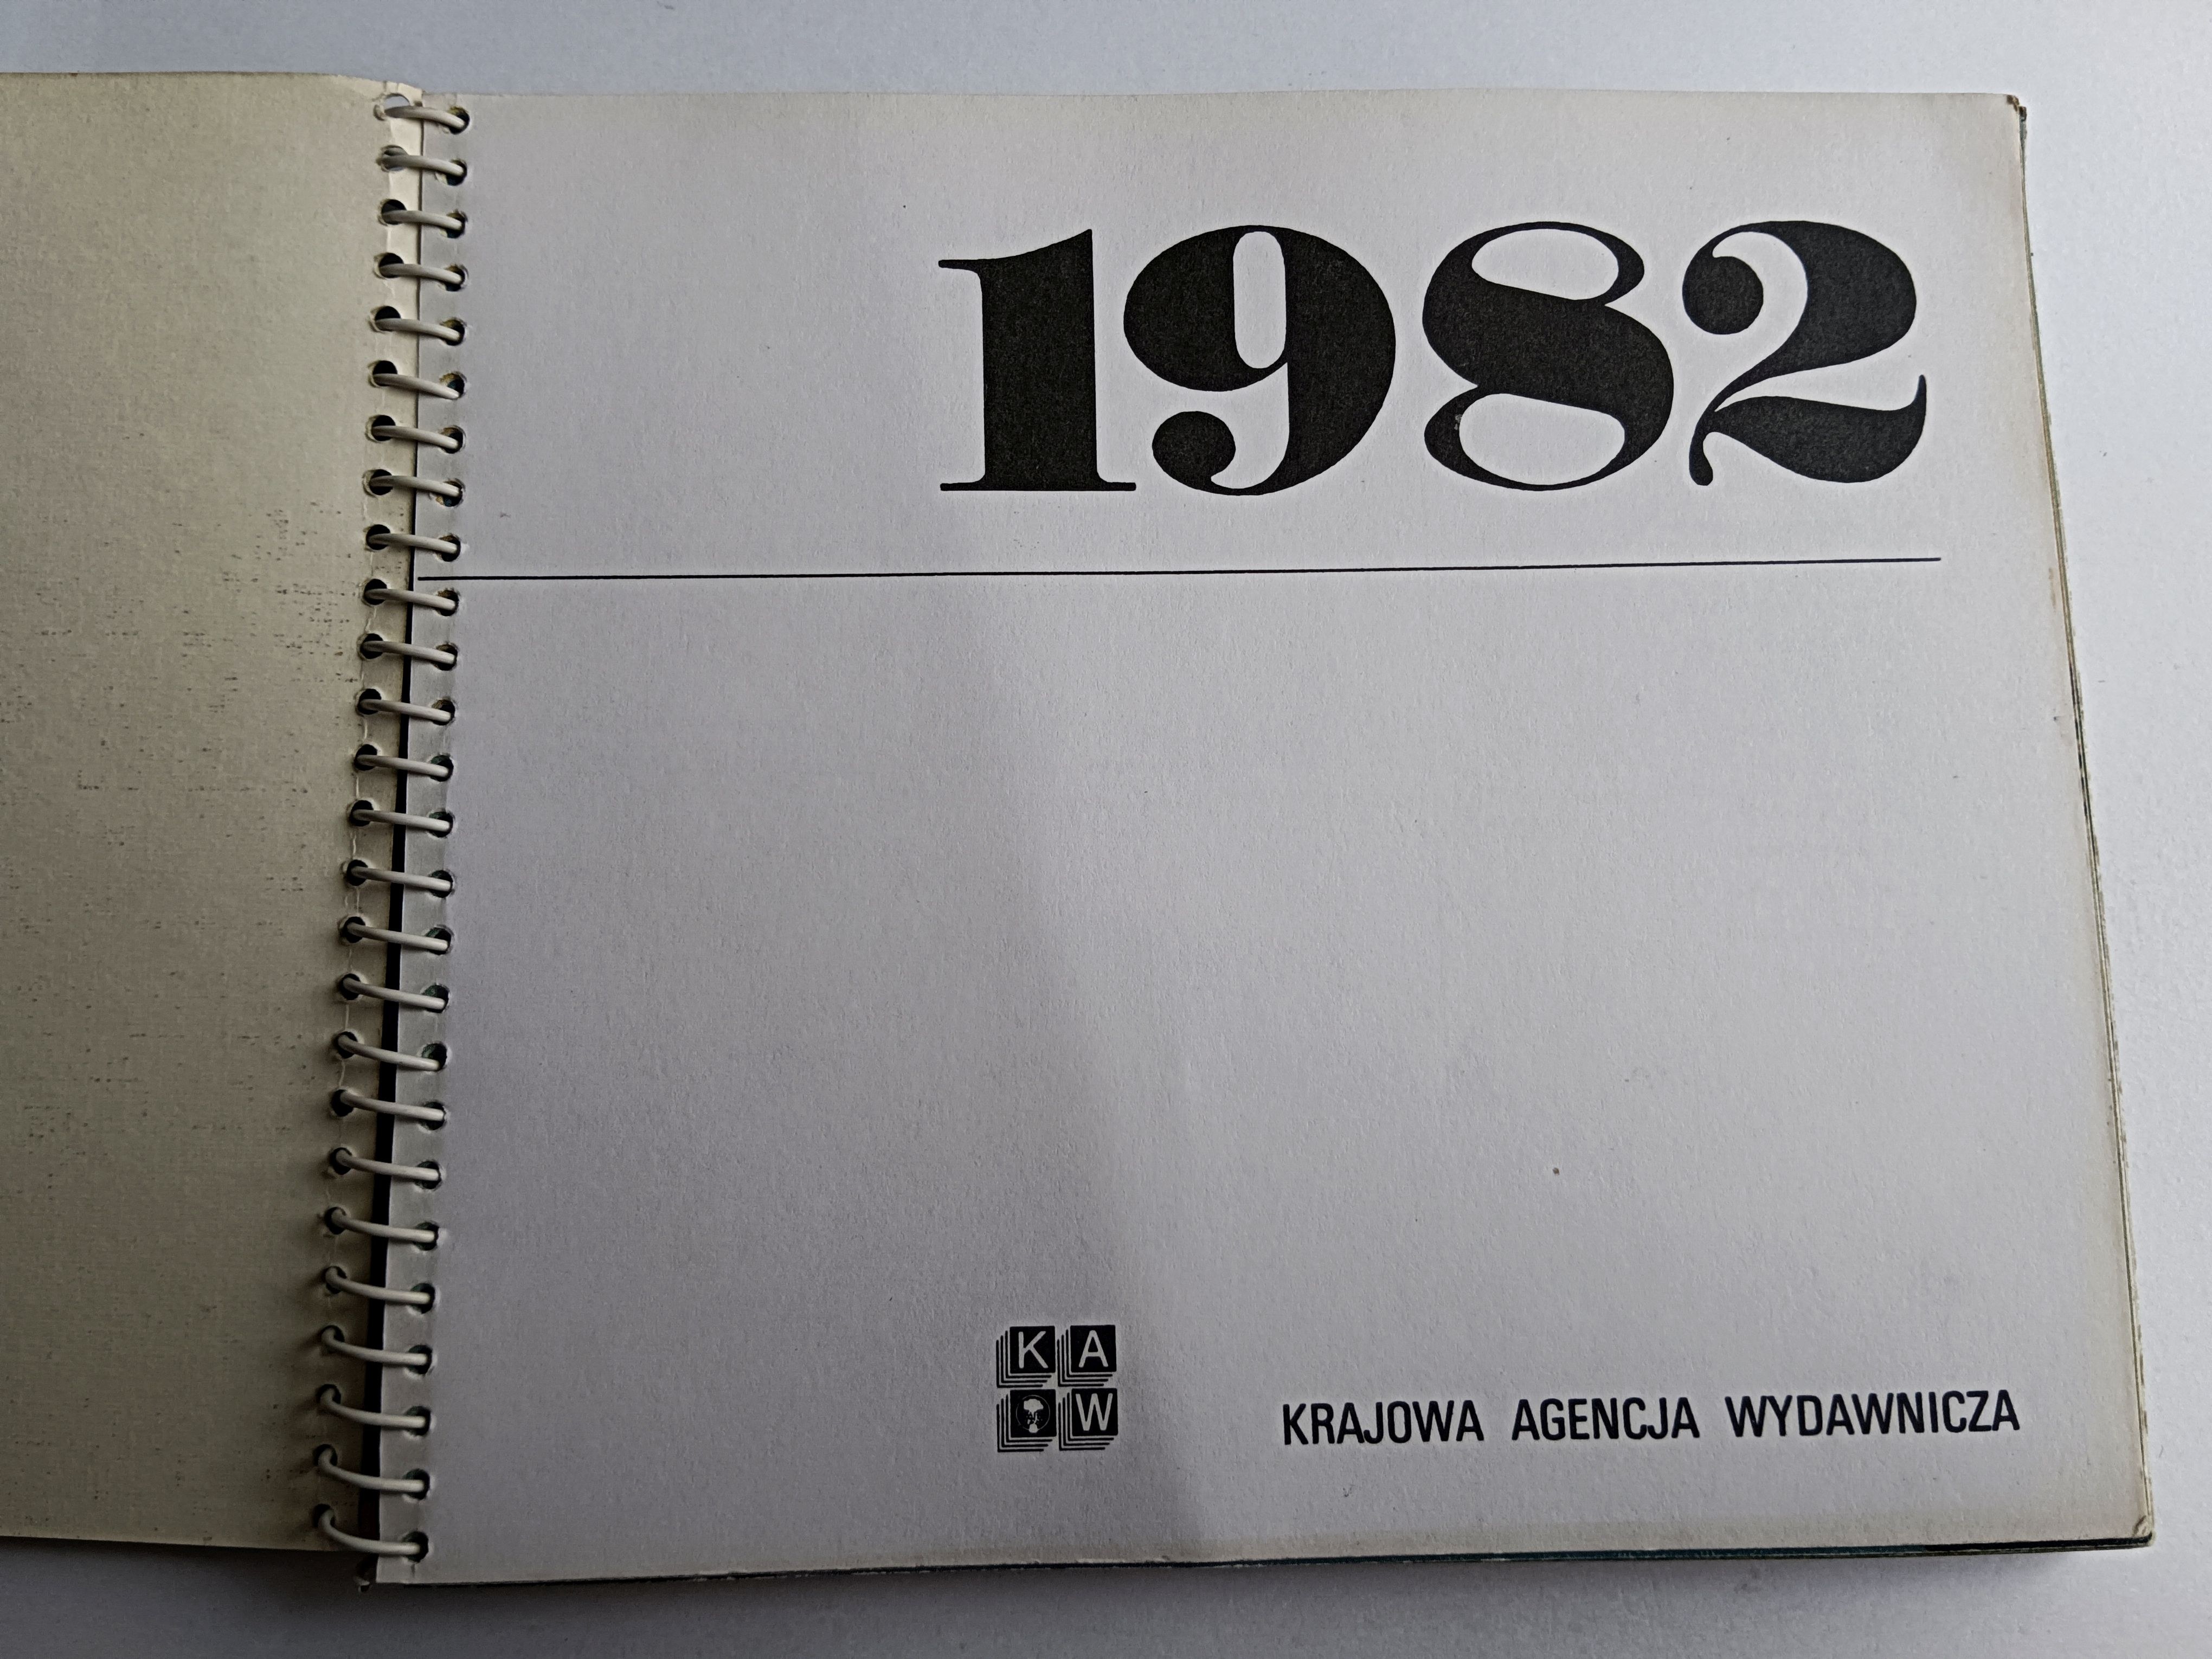 1982
K A
W
KRAJOWA AGENCJA WYDAWNICZA